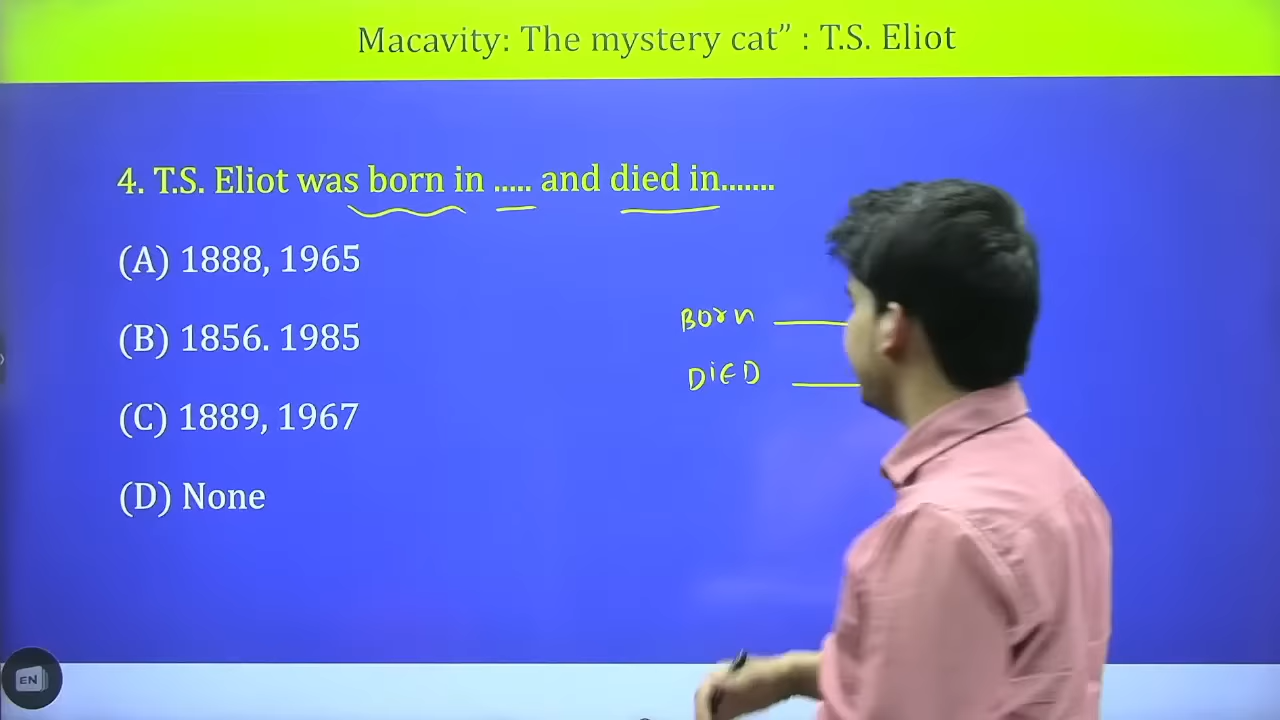 Macavity: The mystery cat” : T.S. Eliot
4. T.S. Eliot was born in ..... and died in.......
(A) 1888, 1965
(B) 1856. 1985
(C) 1889, 1967
(D) None
BOrn
DiED
EN